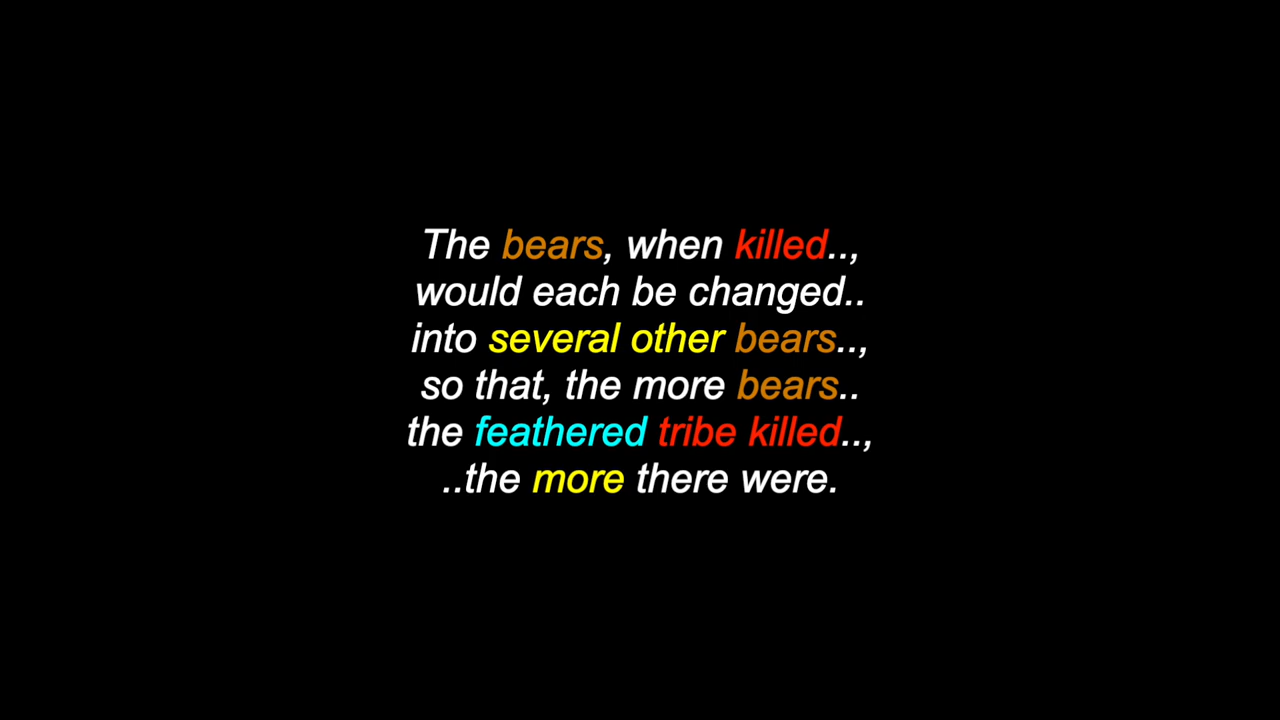 The bears, when killed..,
would each be changed..
into several other bears..,
so that, the more bears..
the feathered tribe killed..,
..the more there were.